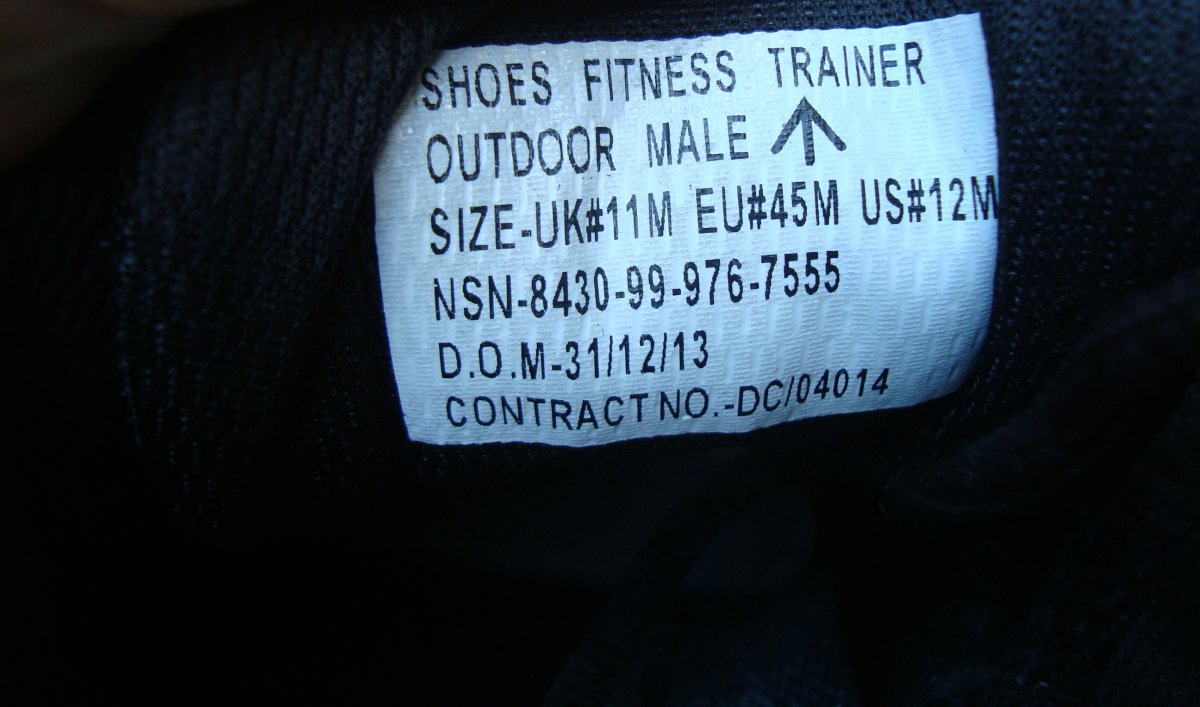 SHOES FITNESS TRAINER
OUTDOOR MALE
SIZE-UK#11M EU#45M US#12M
NSN-8430-99-976-7555
D.O.M-31/12/13
CONTRACT NO.-DC/04014